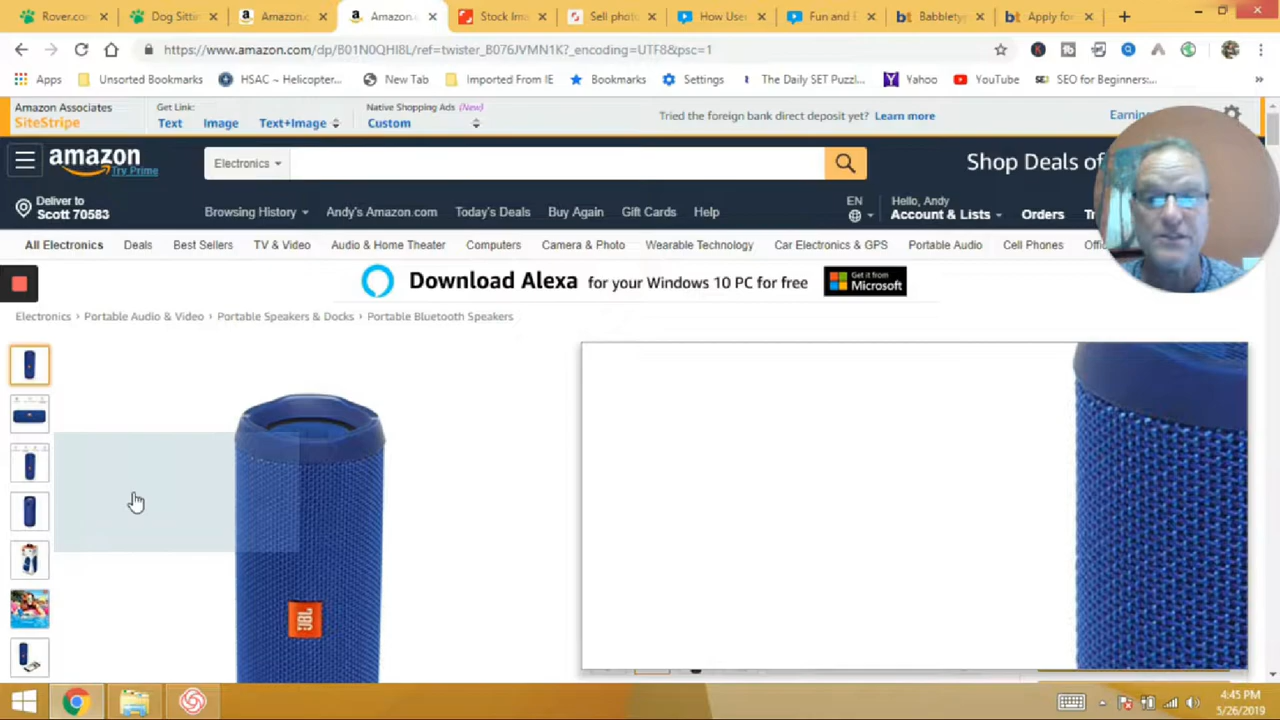 Rover.co
Dog Sitti
Amazon.c
Amazon.c
Stock Ima
Sell photo
How User
Fun and E
Babblety
Apply for
https://www.amazon.com/dp/B01N0QHI8L/ref=twister_B076JVMN1K?_encoding=UTF8&psc=1
Apps Unsorted Bookmarks HSAC ~ Helicopter... New Tab Imported From IE Bookmarks Settings The Daily SET Puzzl... Yahoo YouTube SEO for Beginners:... »
Amazon Associates
SiteStripe
Get Link:
Text Image Text+Image
Native Shopping Ads (New)
Custom
Tried the foreign bank direct deposit yet? Learn more
Earnin
amazon
Try Prime
Electronics
Shop Deals of
Deliver to
Scott 70583
Browsing History Andy's Amazon.com Today's Deals Buy Again Gift Cards Help
EN
Hello, Andy
Account & Lists
Orders
All Electronics Deals Best Sellers TV & Video Audio & Home Theater Computers Camera & Photo Wearable Technology Car Electronics & GPS Portable Audio Cell Phones
Download Alexa for your Windows 10 PC for free
Get it from
Microsoft
Electronics › Portable Audio & Video › Portable Speakers & Docks › Portable Bluetooth Speakers
JBL
4:45 PM
5/26/2019